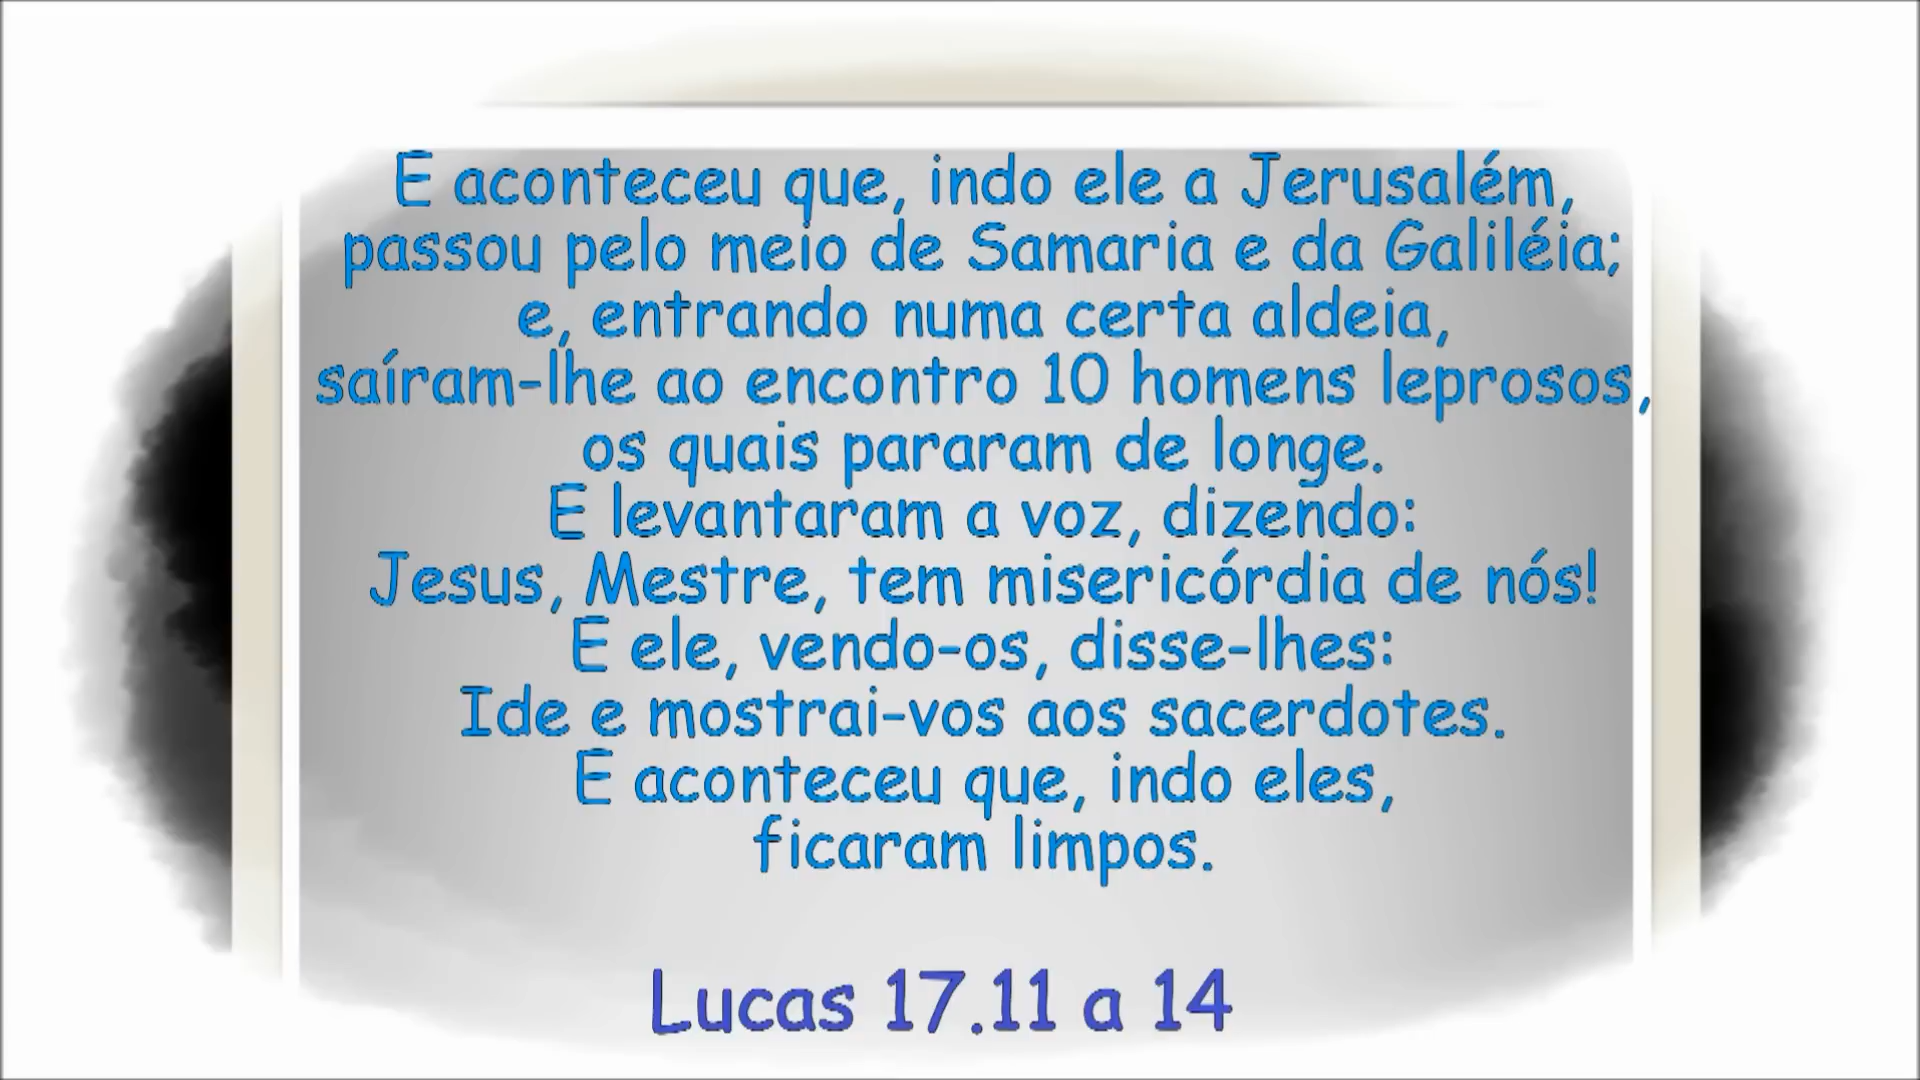 E aconteceu que, indo ele a Jerusalém,
passou pelo meio de Samaria e da Galiléia;
e, entrando numa certa aldeia,
saíram-lhe ao encontro 10 homens leprosos,
os quais pararam de longe.
E levantaram a voz, dizendo:
Jesus, Mestre, tem misericórdia de nós!
E ele, vendo-os, disse-lhes:
Ide e mostrai-vos aos sacerdotes.
E aconteceu que, indo eles,
ficaram limpos.
Lucas 17.11 a 14